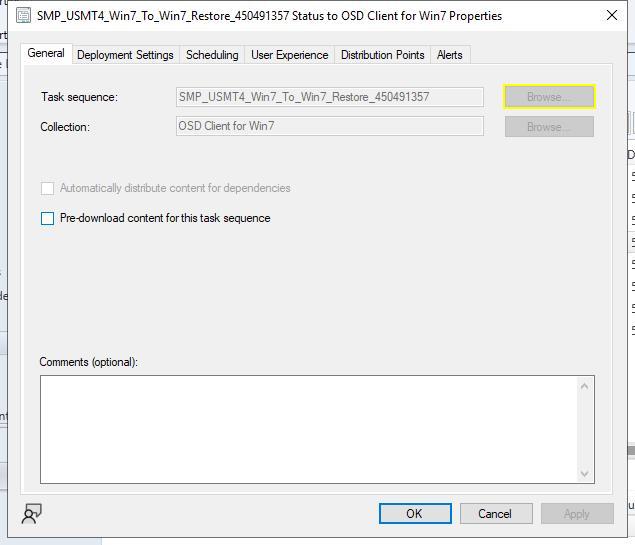 SMP_USMT4_Win7_To_Win7_Restore_450491357 Status to OSD Client for Win7 Properties
General Deployment Settings Scheduling User Experience Distribution Points Alerts
Task sequence: SMP_USMT4_Win7_To_Win7_Restore_450491357 Browse...
Collection: OSD Client for Win7 Browse...
Automatically distribute content for dependencies
Pre-download content for this task sequence
Comments (optional):
OK Cancel Apply